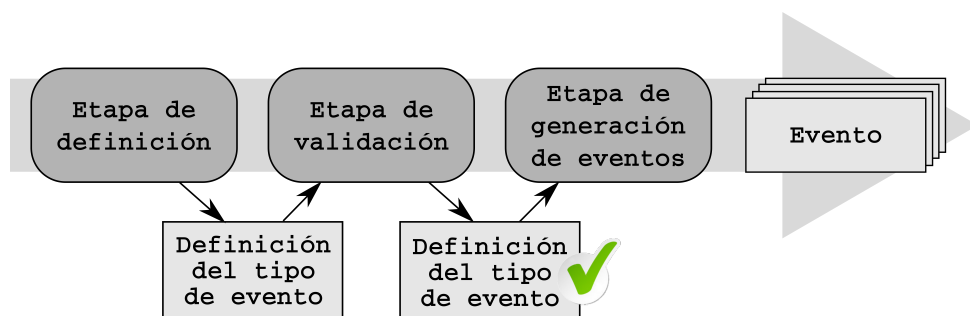 Etapa de
definición
Etapa de
validación
Etapa de
generación
de eventos
Evento
Definición
del tipo
de evento
Definición
del tipo
de evento